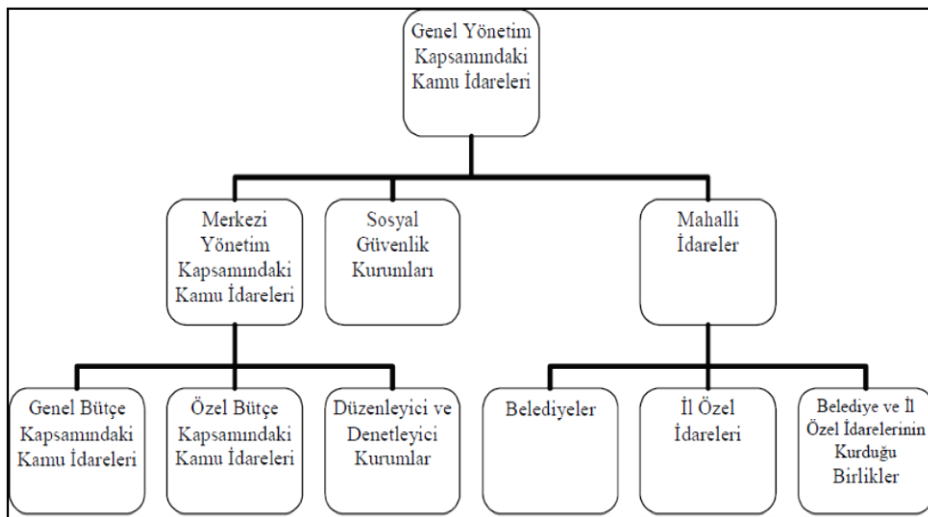 Genel Yönetim
Kapsamındaki
Kamu İdareleri
Merkezi
Yönetim
Kapsamındaki
Kamu İdareleri
Sosyal
Güvenlik
Kurumları
Mahalli
İdareler
Genel Bütçe
Kapsamındaki
Kamu İdareleri
Özel Bütçe
Kapsamındaki
Kamu İdareleri
Düzenleyici ve
Denetleyici
Kurumlar
Belediyeler
İl Özel
İdareleri
Belediye ve İl
Özel İdarelerinin
Kurduğu
Birlikler